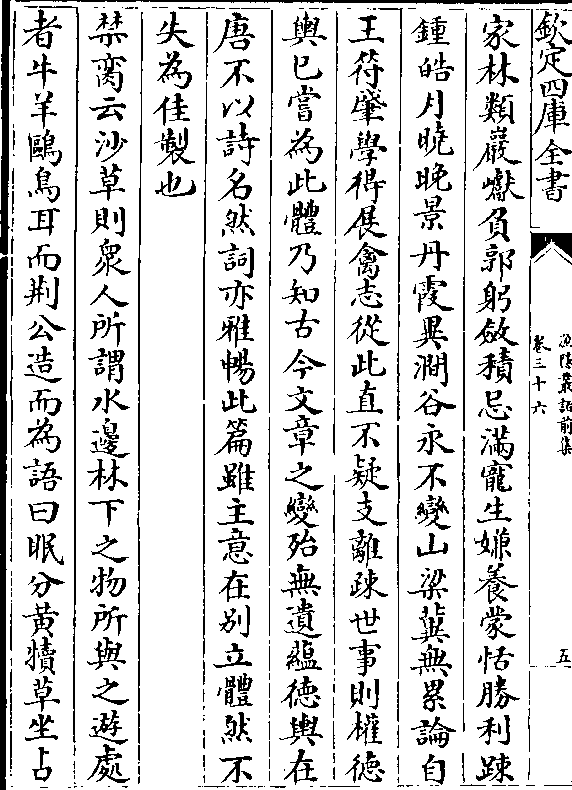 欽定四庫全書
漁隱叢話前集
卷三十六
五
家林類巖巘負郭躬斂積忌滿寵生嫌養蒙恬勝利踈
鍾皓月曉晚景丹霞異澗谷永不變山梁冀無累論自
王符肇學得展禽志從此直不疑支離疎世事則權德
輿已嘗為此體乃知古今文章之變殆無遺藴德輿在
唐不以詩名然詞亦雅暢此篇雖主意在别立體然不
失為佳製也
禁臠云沙草則衆人所謂水邊林下之物所與之遊處
者牛羊鷗鳥耳而荆公造而為語曰眠分黄犢草坐占